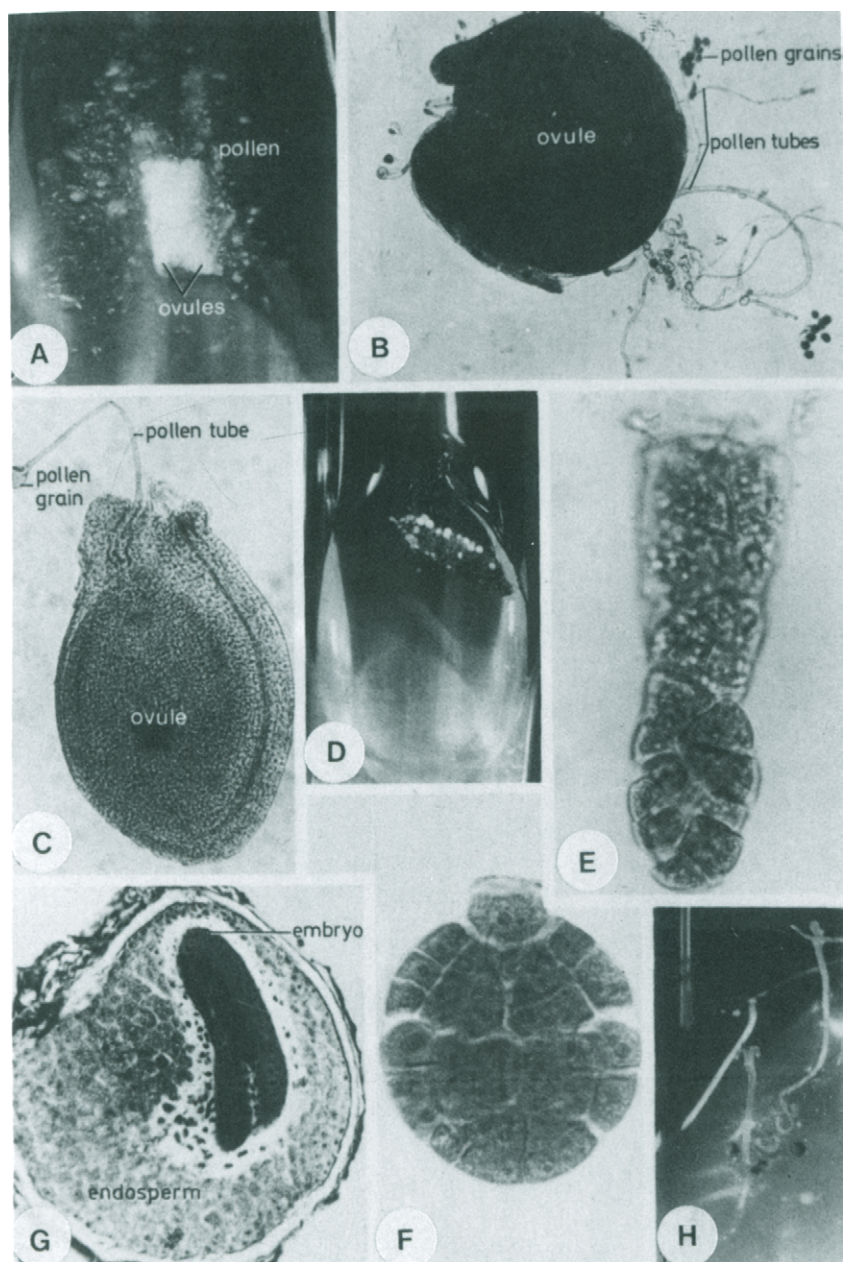 pollen
ovules
A
pollen grains
ovule
pollen tubes
B
pollen tube
pollen
grain
ovule
C
D
E
embryo
endosperm
G
F
H